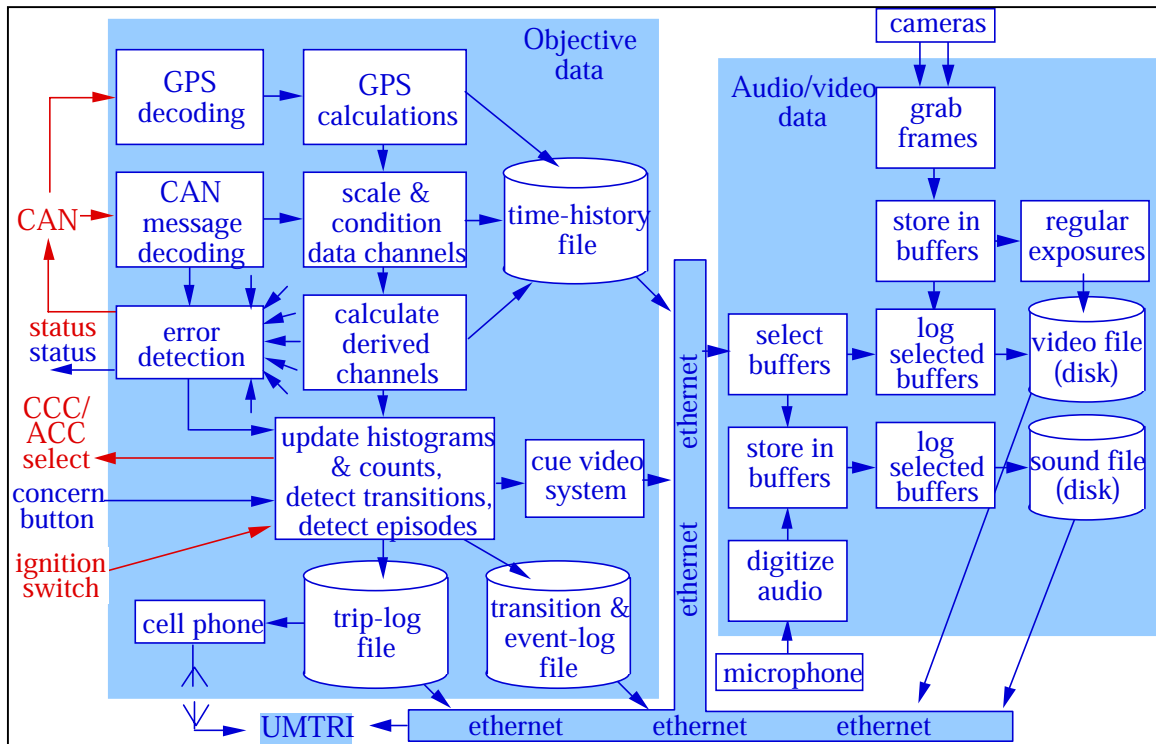 Objective
data
cameras
GPS
decoding
GPS
calculations
Audio/video
data
grab
frames
CAN
CAN
message
decoding
scale &
condition
data channels
time-history
file
store in
buffers
regular
exposures
status
status
error
detection
calculate
derived
channels
ethernet
select
buffers
log
selected
buffers
video file
(disk)
CCC/
ACC
select
concern
button
update histograms
& counts,
detect transitions,
detect episodes
cue video
system
store in
buffers
log
selected
buffers
sound file
(disk)
ignition
switch
ethernet
digitize
audio
cell phone
trip-log
file
transition &
event-log
file
microphone
UMTRI
ethernet
ethernet
ethernet